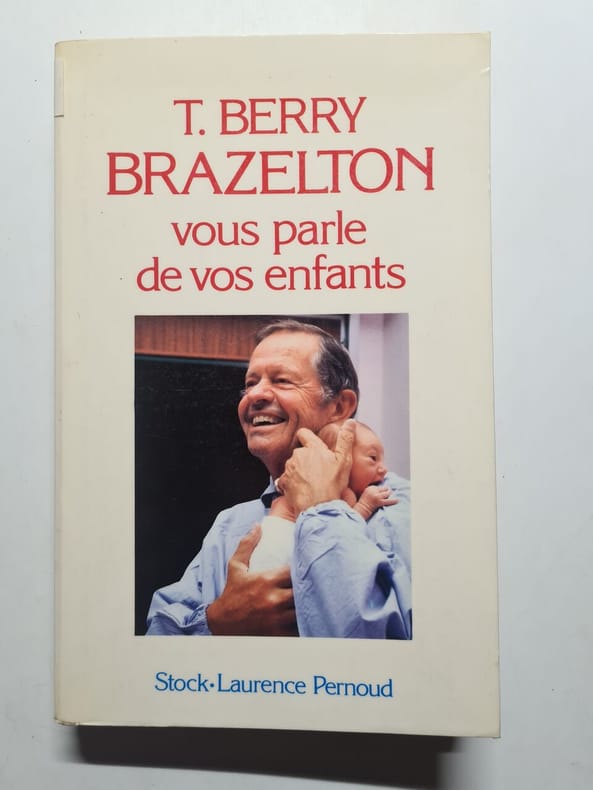 T. BERRY
BRAZELTON
vous parle
de vos enfants
Stock•Laurence Pernoud